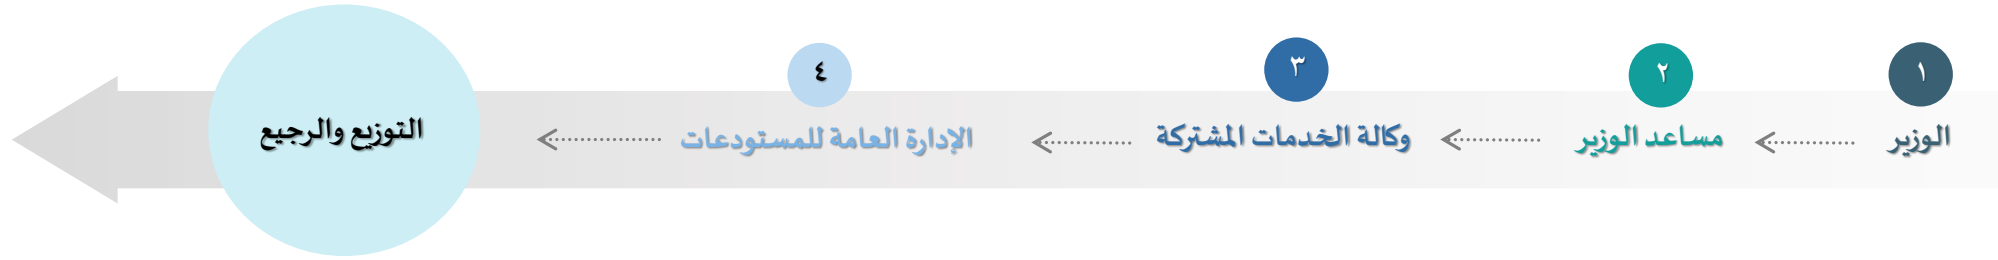 ١
الوزير
٢
مساعد الوزير
٣
وكالة الخدمات المشتركة
٤
الإدارة العامة للمستودعات
التوزيع والرجيع